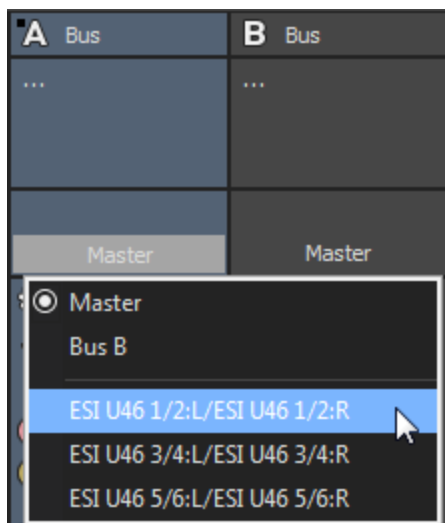 A Bus B Bus
... ...
Master Master
Master
Bus B
ESI U46 1/2:L/ESI U46 1/2:R
ESI U46 3/4:L/ESI U46 3/4:R
ESI U46 5/6:L/ESI U46 5/6:R